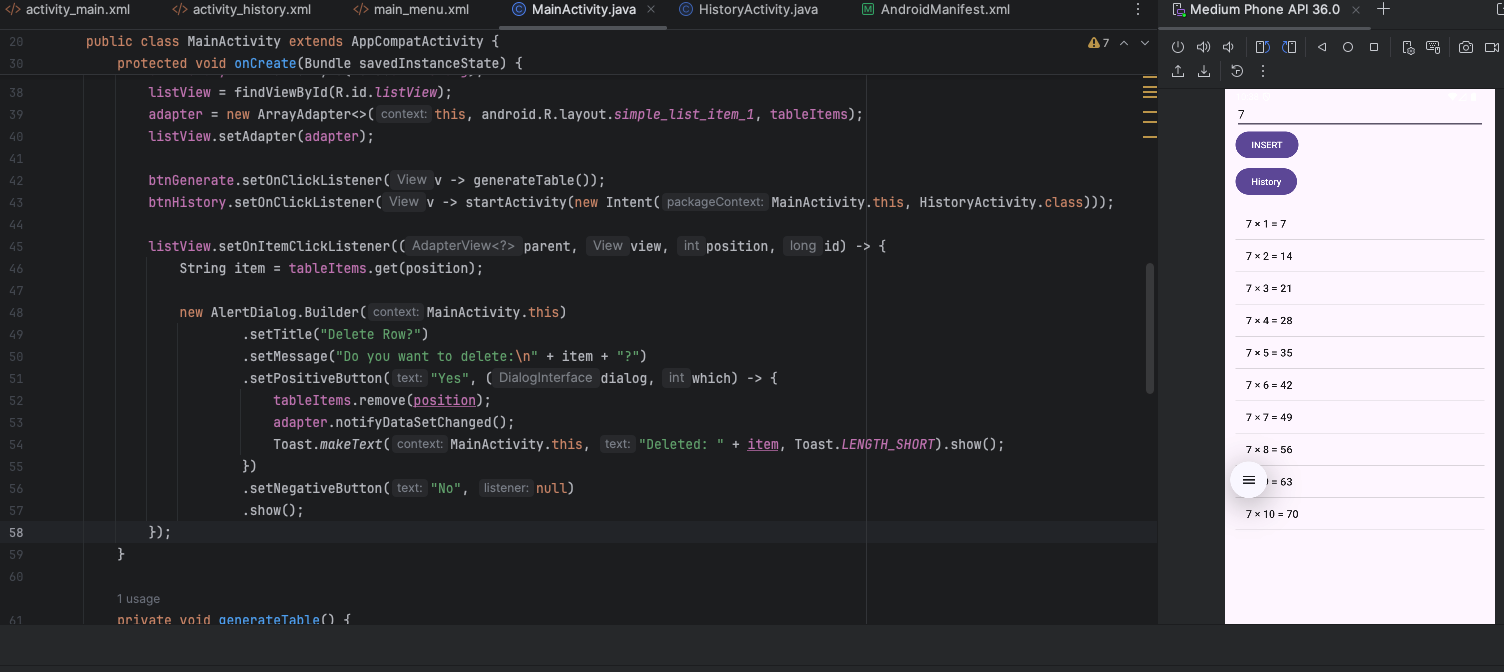 activity_main.xml activity_history.xml main_menu.xml MainActivity.java HistoryActivity.java AndroidManifest.xml
Medium Phone API 36.0
20 public class MainActivity extends AppCompatActivity {
7
30 protected void onCreate(Bundle savedInstanceState) {
38 listView = findViewById(R.id.listView);
39 adapter = new ArrayAdapter<>( context: this, android.R.layout.simple_list_item_1, tableItems);
40 listView.setAdapter(adapter);
41
42 btnGenerate.setOnClickListener( View v -> generateTable());
43 btnHistory.setOnClickListener( View v -> startActivity(new Intent( packageContext: MainActivity.this, HistoryActivity.class)));
44
45 listView.setOnItemClickListener(( AdapterView<?> parent, View view, int position, long id) -> {
46 String item = tableItems.get(position);
47
48 new AlertDialog.Builder( context: MainActivity.this)
49 .setTitle("Delete Row?")
50 .setMessage("Do you want to delete:\n" + item + "?")
51 .setPositiveButton( text: "Yes", ( DialogInterface dialog, int which) -> {
52 tableItems.remove(position);
53 adapter.notifyDataSetChanged();
54 Toast.makeText( context: MainActivity.this, text: "Deleted: " + item, Toast.LENGTH_SHORT).show();
55 })
56 .setNegativeButton( text: "No", listener: null)
57 .show();
58 });
59 }
60
1 usage
61 private void generateTable() {
7
INSERT
History
7 × 1 = 7
7 × 2 = 14
7 × 3 = 21
7 × 4 = 28
7 × 5 = 35
7 × 6 = 42
7 × 7 = 49
7 × 8 = 56
= 63
7 × 10 = 70